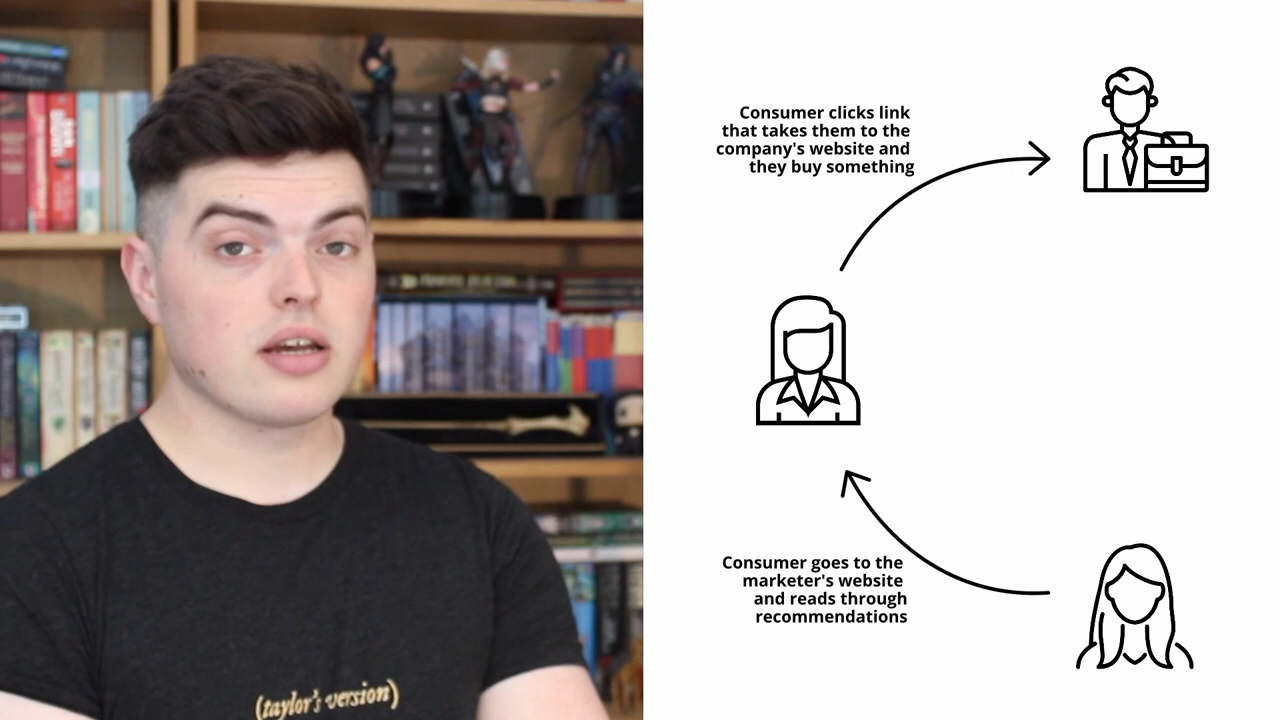 (taylor's version)
Consumer clicks link
that takes them to the
company's website and
they buy something
Consumer goes to the
marketer's website
and reads through
recommendations